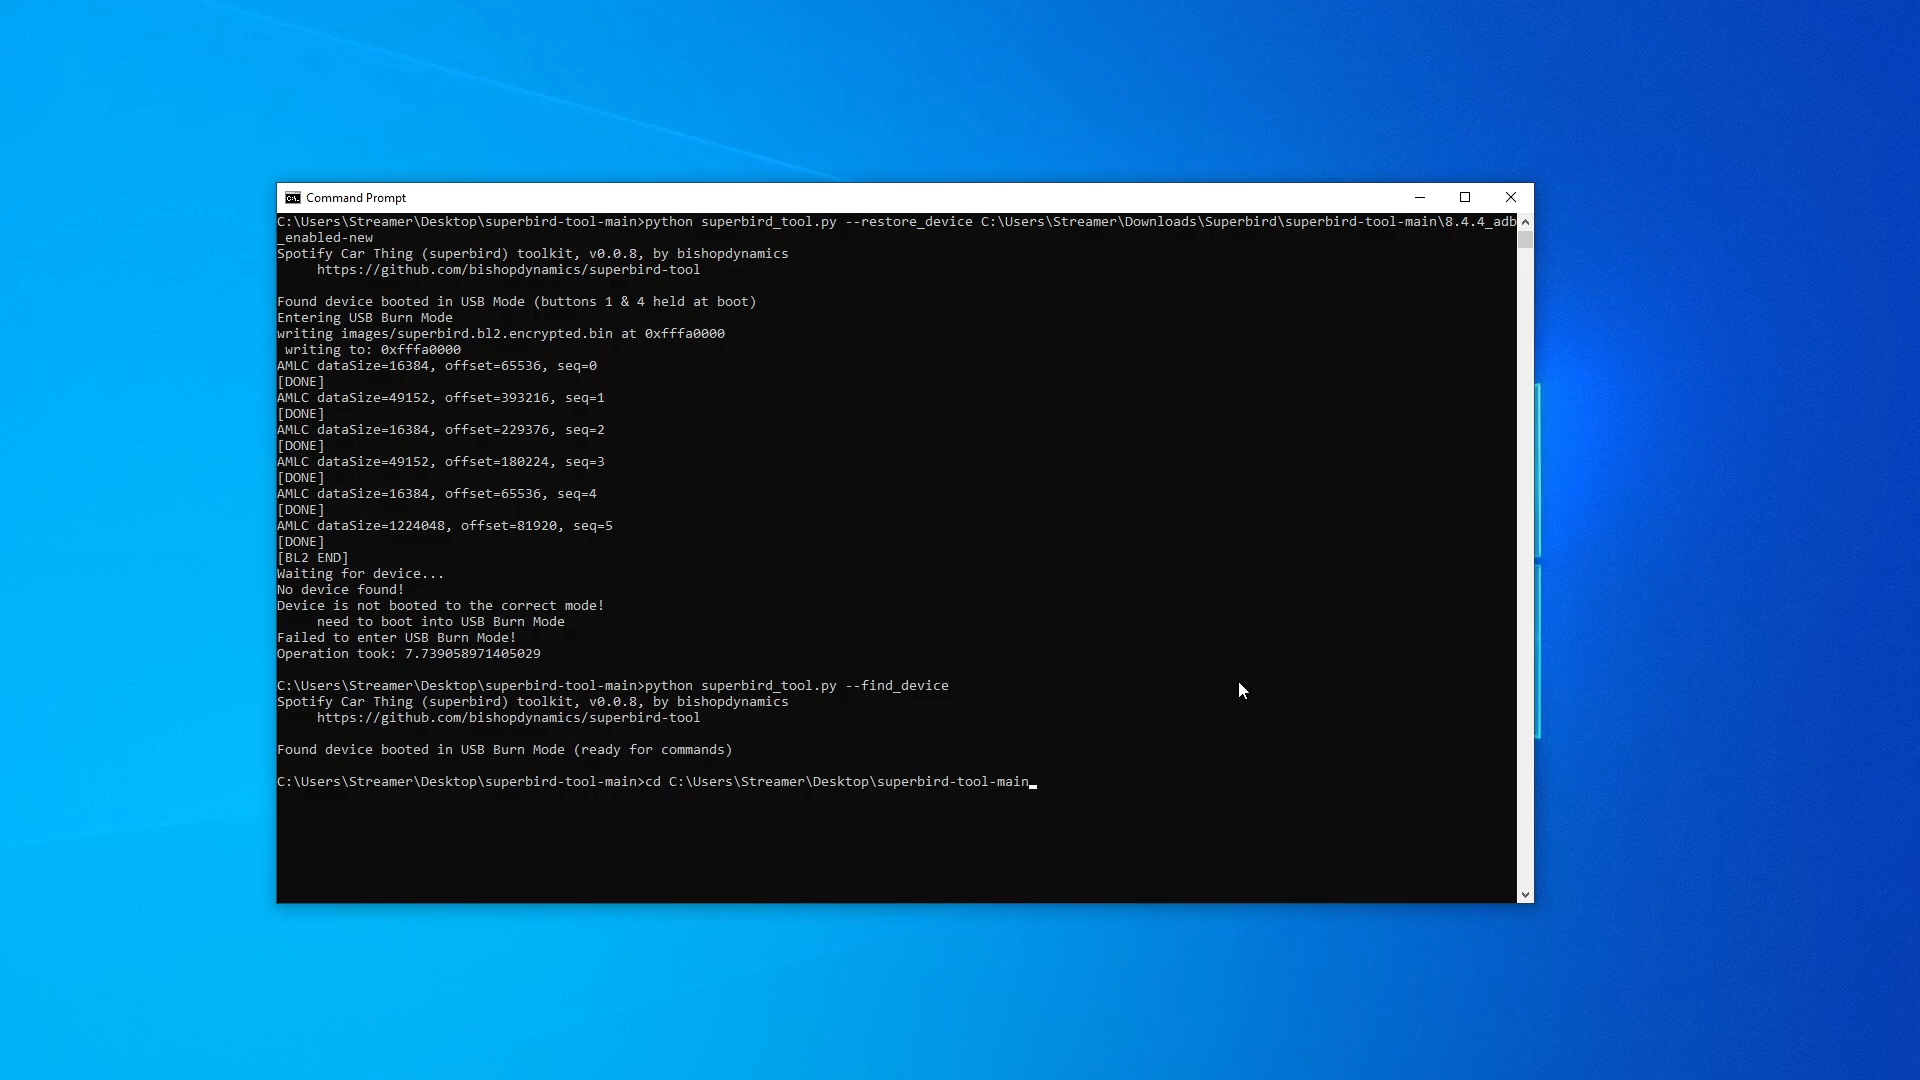 Command Prompt
C:\Users\Streamer\Desktop\superbird-tool-main>python superbird_tool.py --restore_device C:\Users\Streamer\Downloads\Superbird\superbird-tool-main\8.4.4_adb
_enabled-new
Spotify Car Thing (superbird) toolkit, v0.0.8, by bishopdynamics
https://github.com/bishopdynamics/superbird-tool
Found device booted in USB Mode (buttons 1 & 4 held at boot)
Entering USB Burn Mode
writing images/superbird.bl2.encrypted.bin at 0xfffa0000
writing to: 0xfffa0000
AMLC dataSize=16384, offset=65536, seq=0
[DONE]
AMLC dataSize=49152, offset=393216, seq=1
[DONE]
AMLC dataSize=16384, offset=229376, seq=2
[DONE]
AMLC dataSize=49152, offset=180224, seq=3
[DONE]
AMLC dataSize=16384, offset=65536, seq=4
[DONE]
AMLC dataSize=1224048, offset=81920, seq=5
[DONE]
[BL2 END]
Waiting for device...
No device found!
Device is not booted to the correct mode!
need to boot into USB Burn Mode
Failed to enter USB Burn Mode!
Operation took: 7.739058971405029
C:\Users\Streamer\Desktop\superbird-tool-main>python superbird_tool.py --find_device
Spotify Car Thing (superbird) toolkit, v0.0.8, by bishopdynamics
https://github.com/bishopdynamics/superbird-tool
Found device booted in USB Burn Mode (ready for commands)
C:\Users\Streamer\Desktop\superbird-tool-main>cd C:\Users\Streamer\Desktop\superbird-tool-main